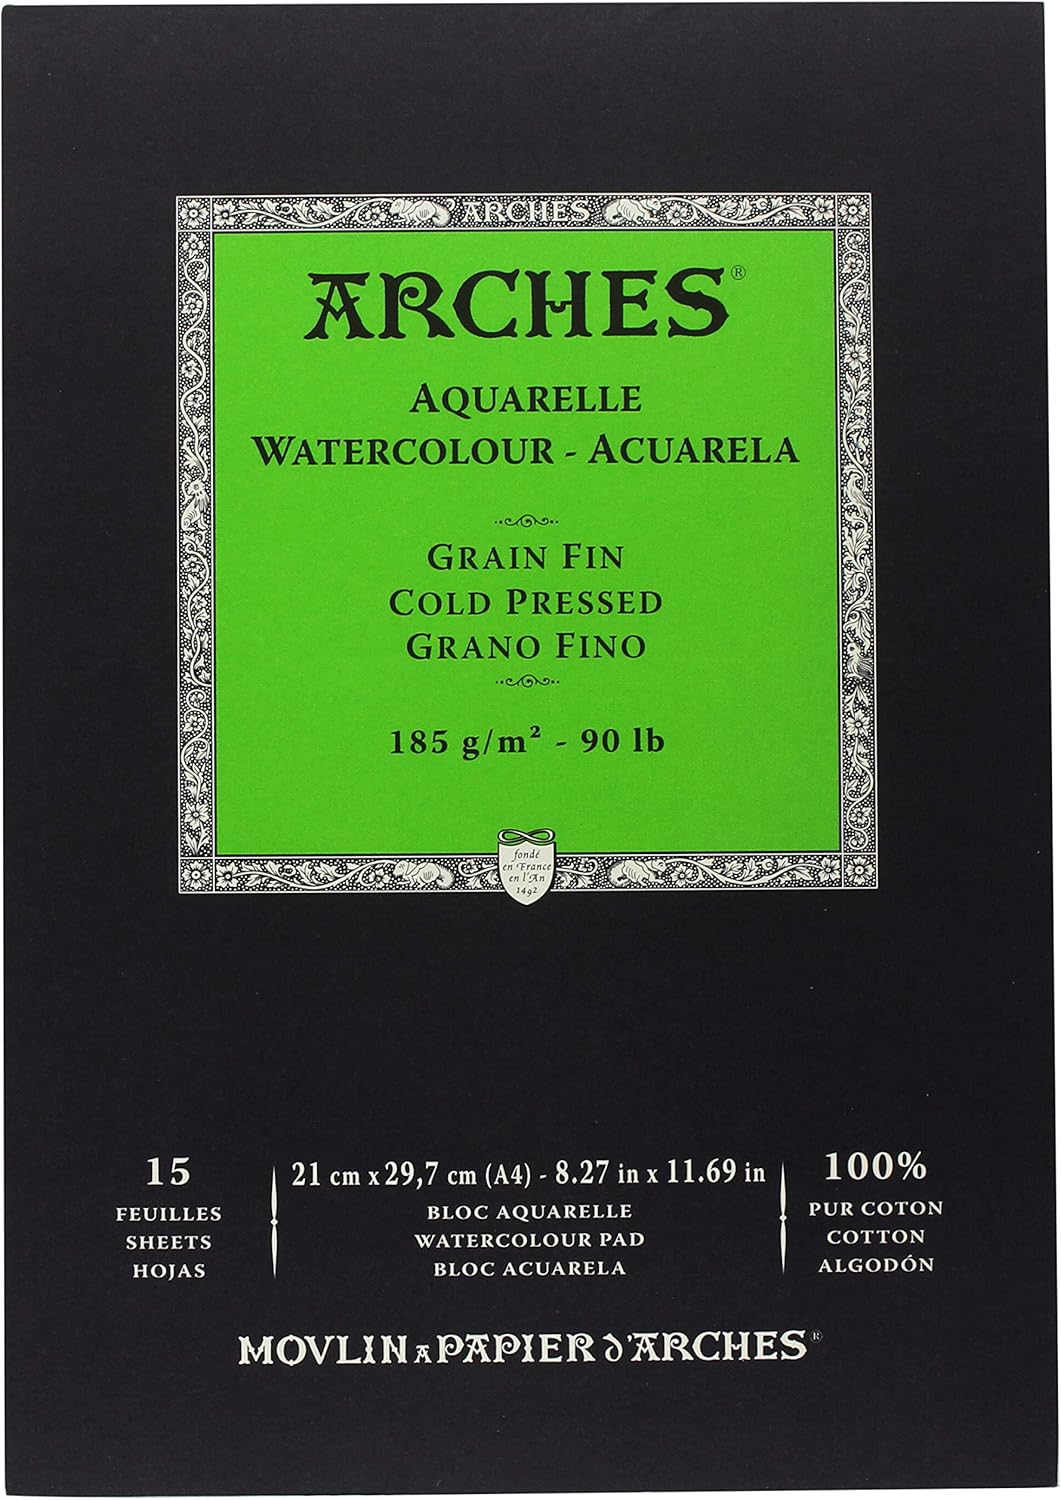 ARCHES
ARCHES®
AQUARELLE
WATERCOLOUR - ACUARELA
GRAIN FIN
COLD PRESSED
GRANO FINO
185 g/m² - 90 lb
fondé
en France
en l'An
1492
15
FEUILLES
SHEETS
HOJAS
21 cm x 29,7 cm (A4) - 8.27 in x 11.69 in
BLOC AQUARELLE
WATERCOLOUR PAD
BLOC ACUARELA
100%
PUR COTON
COTTON
ALGODÓN
MOVLIN A PAPIER d'ARCHES®